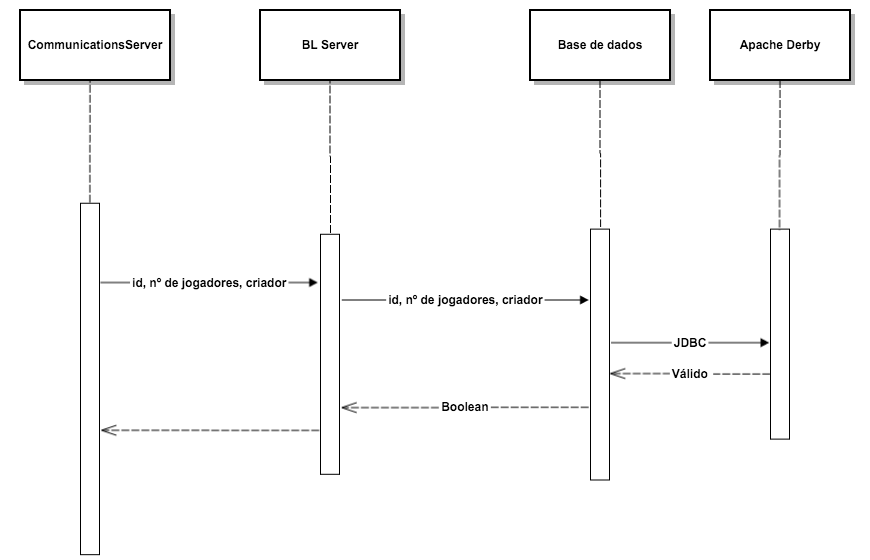 CommunicationsServer
BL Server
Base de dados
Apache Derby
id, nº de jogadores, criador
id, nº de jogadores, criador
JDBC
Válido
Boolean